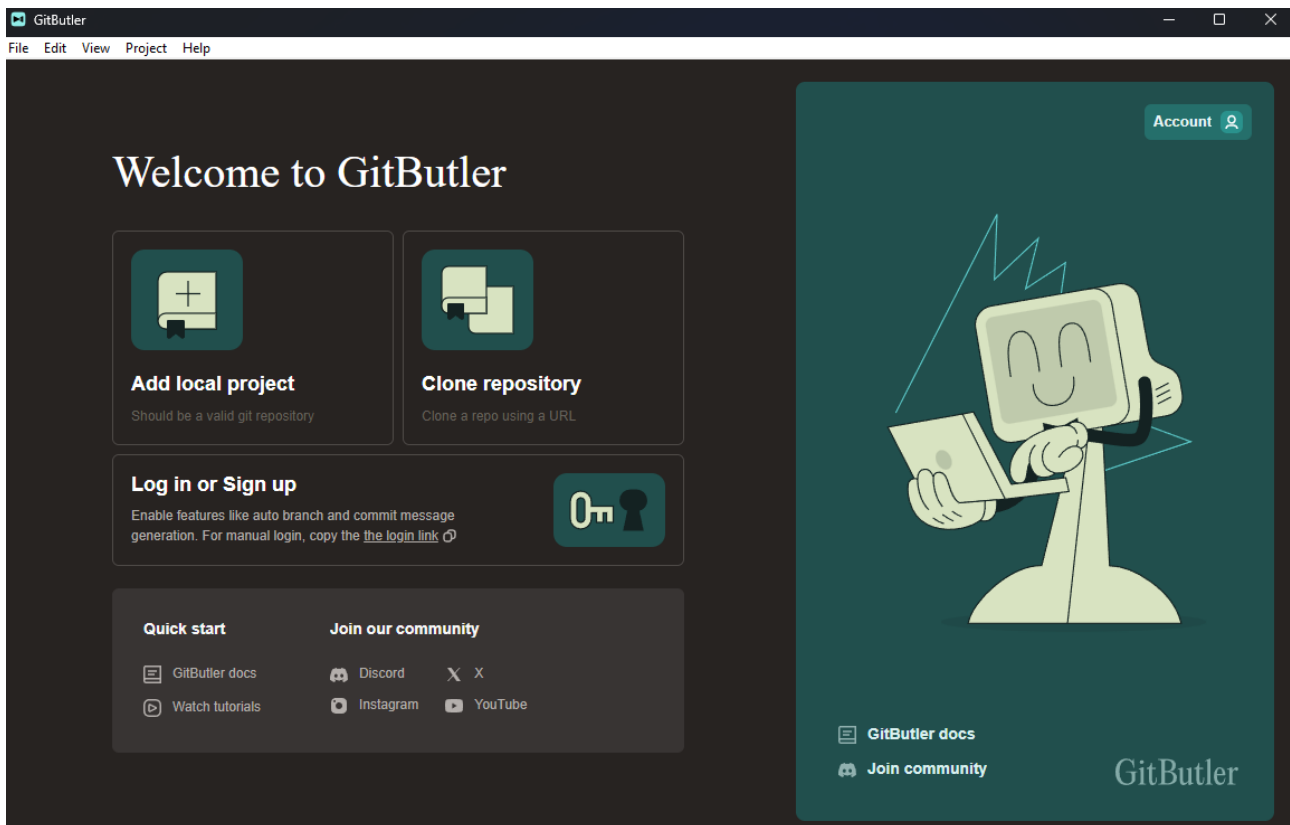 GitButler
File Edit View Project Help
Welcome to GitButler
Add local project
Should be a valid git repository
Clone repository
Clone a repo using a URL
Log in or Sign up
Enable features like auto branch and commit message
generation. For manual login, copy the the login link
Quick start
GitButler docs
Watch tutorials
Join our community
Discord
X
Instagram
YouTube
Account
GitButler docs
Join community
GitButler